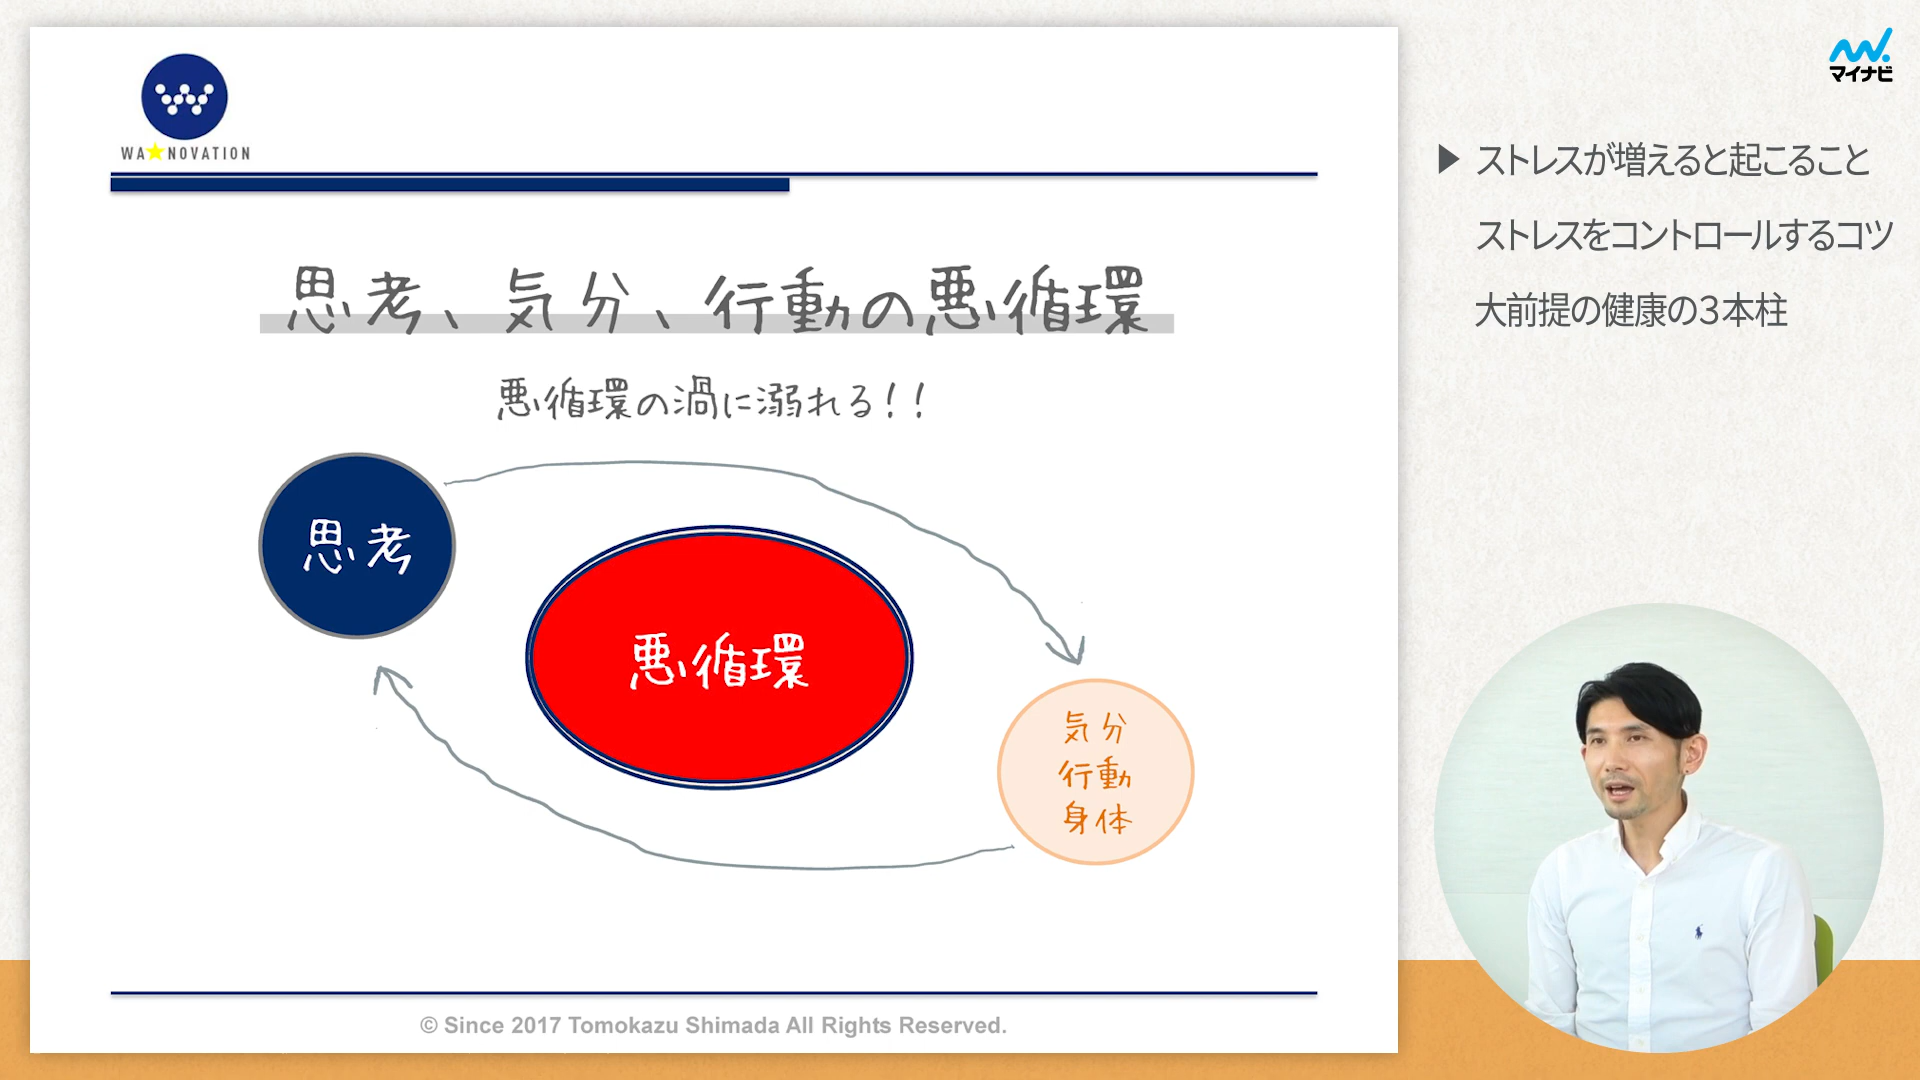 WA★NOVATION
思考、気分、行動の悪循環
悪循環の渦に溺れる！！
思考
悪循環
気分
行動
身体
© Since 2017 Tomokazu Shimada All Rights Reserved.
マイナビ
▶ ストレスが増えると起こること
ストレスをコントロールするコツ
大前提の健康の３本柱